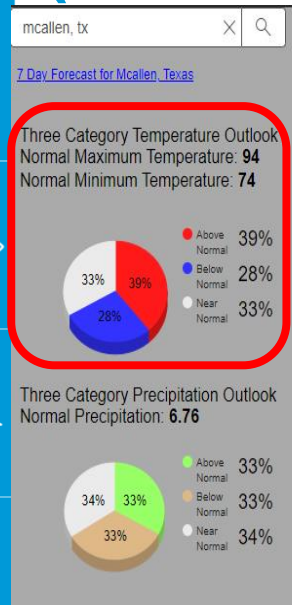 mcallen, tx
7 Day Forecast for Mcallen, Texas
Three Category Temperature Outlook
Normal Maximum Temperature: 94
Normal Minimum Temperature: 74
Above Normal 39%
Below Normal 28%
Near Normal 33%
33% 39%
28%
Three Category Precipitation Outlook
Normal Precipitation: 6.76
Above Normal 33%
Below Normal 33%
Near Normal 34%
34% 33%
33%